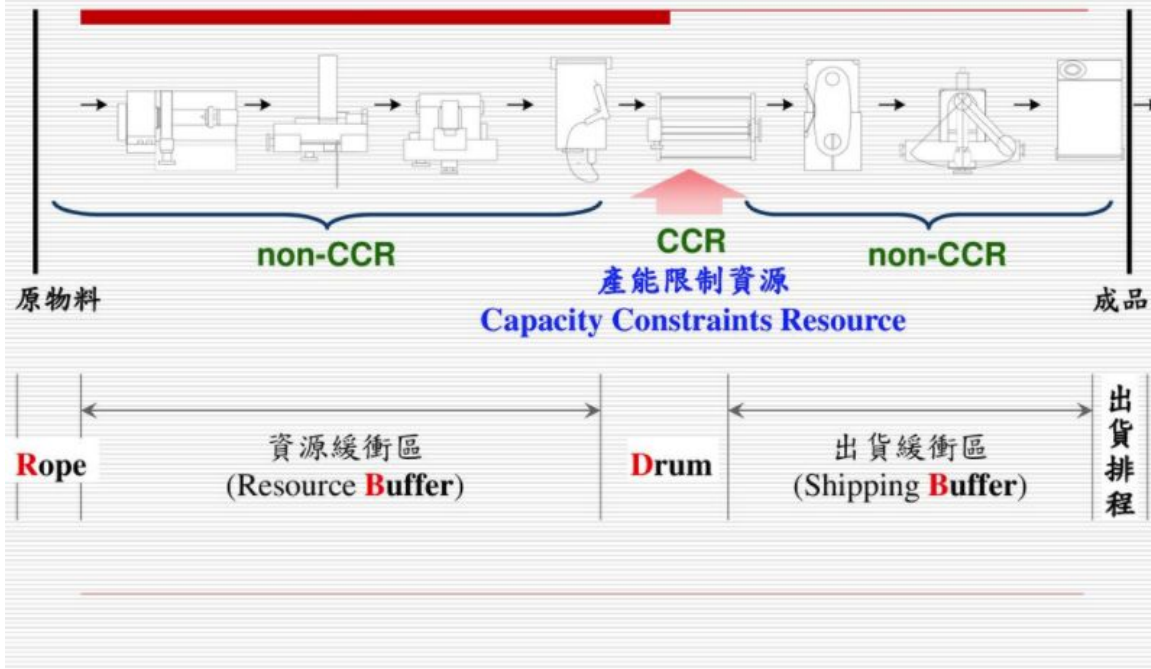 non-CCR
CCR
non-CCR
產能限制資源
Capacity Constraints Resource
原物料
成品
Rope
資源緩衝區
(Resource Buffer)
Drum
出貨緩衝區
(Shipping Buffer)
出貨排程